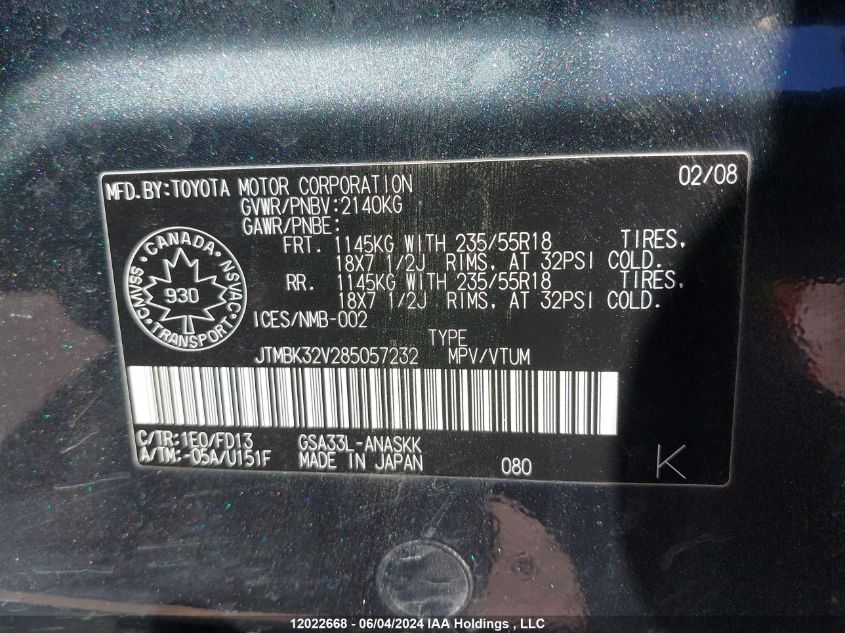 MFD.BY:TOYOTA MOTOR CORPORATION 02/08
GVWR/PNBV:2140KG
GAWR/PNBE:
FRT. 1145KG WITH 235/55R18 TIRES,
18X7 1/2J RIMS, AT 32PSI COLD.
RR. 1145KG WITH 235/55R18 TIRES,
18X7 1/2J RIMS, AT 32PSI COLD.
CANADA
CMVSS NSVAC
930
TRANSPORT
ICES/NMB-002
TYPE
JTMBK32V285057232 MPV/VTUM
C/TR:1E0/FD13 GSA33L-ANASKK
A/TM:-05A/U151F MADE IN JAPAN 080 K
12022668 - 06/04/2024 IAA Holdings , LLC